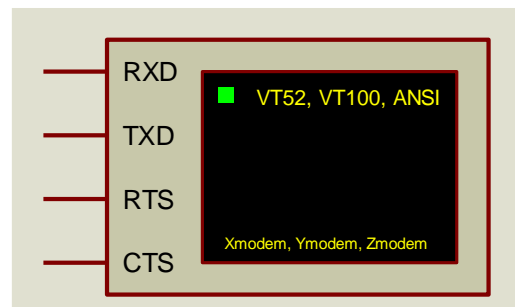 RXD
VT52, VT100, ANSI
TXD
RTS
Xmodem, Ymodem, Zmodem
CTS